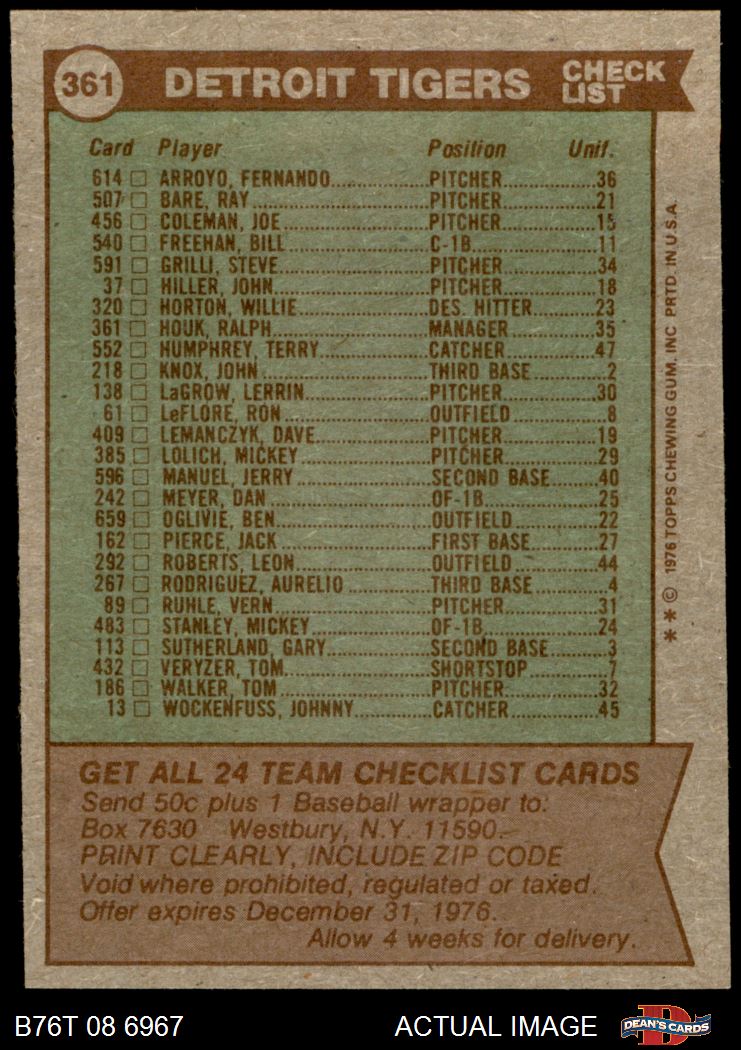 361 DETROIT TIGERS CHECK LIST
Card Player Position Unif.
614 □ ARROYO, FERNANDO PITCHER 36
507 □ BARE, RAY PITCHER 21
456 □ COLEMAN, JOE PITCHER 15
540 □ FREEHAN, BILL C-1B 11
591 □ GRILLI, STEVE PITCHER 34
37 □ HILLER, JOHN PITCHER 18
320 □ HORTON, WILLIE DES. HITTER 23
361 □ HOUK, RALPH MANAGER 35
552 □ HUMPHREY, TERRY CATCHER 47
218 □ KNOX, JOHN THIRD BASE 2
138 □ LaGROW, LERRIN PITCHER 30
61 □ LeFLORE, RON OUTFIELD 8
409 □ LEMANCZYK, DAVE PITCHER 19
385 □ LOLICH, MICKEY PITCHER 29
596 □ MANUEL, JERRY SECOND BASE 40
242 □ MEYER, DAN OF-1B 25
659 □ OGLIVIE, BEN OUTFIELD 22
162 □ PIERCE, JACK FIRST BASE 27
292 □ ROBERTS, LEON OUTFIELD 44
267 □ RODRIGUEZ, AURELIO THIRD BASE 4
89 □ RUHLE, VERN PITCHER 31
483 □ STANLEY, MICKEY OF-1B 24
113 □ SUTHERLAND, GARY SECOND BASE 3
432 □ VERYZER, TOM SHORTSTOP 7
186 □ WALKER, TOM PITCHER 32
13 □ WOCKENFUSS, JOHNNY CATCHER 45
* * © 1976 TOPPS CHEWING GUM, INC PRTD. IN U.S.A.
GET ALL 24 TEAM CHECKLIST CARDS
Send 50c plus 1 Baseball wrapper to:
Box 7630 Westbury, N.Y. 11590.
PRINT CLEARLY, INCLUDE ZIP CODE
Void where prohibited, regulated or taxed.
Offer expires December 31, 1976.
Allow 4 weeks for delivery.
B76T 08 6967 ACTUAL IMAGE DEAN'S CARDS